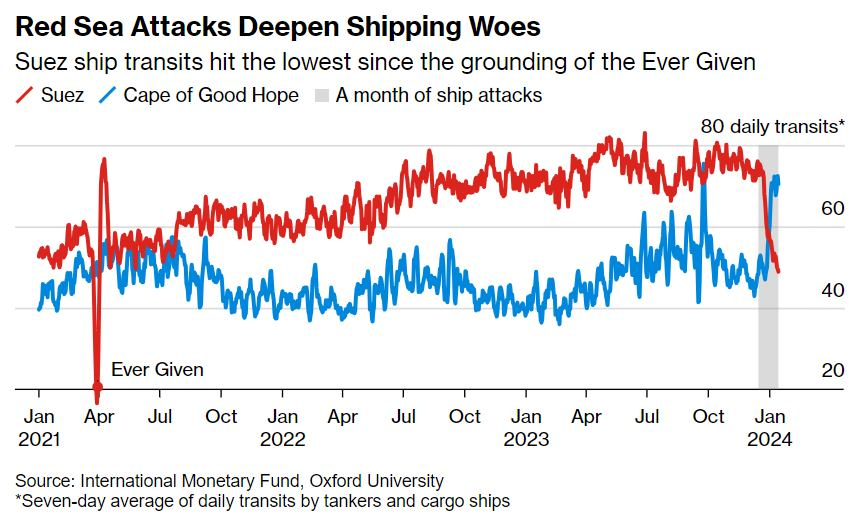 Red Sea Attacks Deepen Shipping Woes
Suez ship transits hit the lowest since the grounding of the Ever Given
Suez Cape of Good Hope A month of ship attacks
80 daily transits*
60
40
Ever Given
20
Jan Apr Jul Oct Jan Apr Jul Oct Jan Apr Jul Oct Jan
2021 2022 2023 2024
Source: International Monetary Fund, Oxford University
*Seven-day average of daily transits by tankers and cargo ships